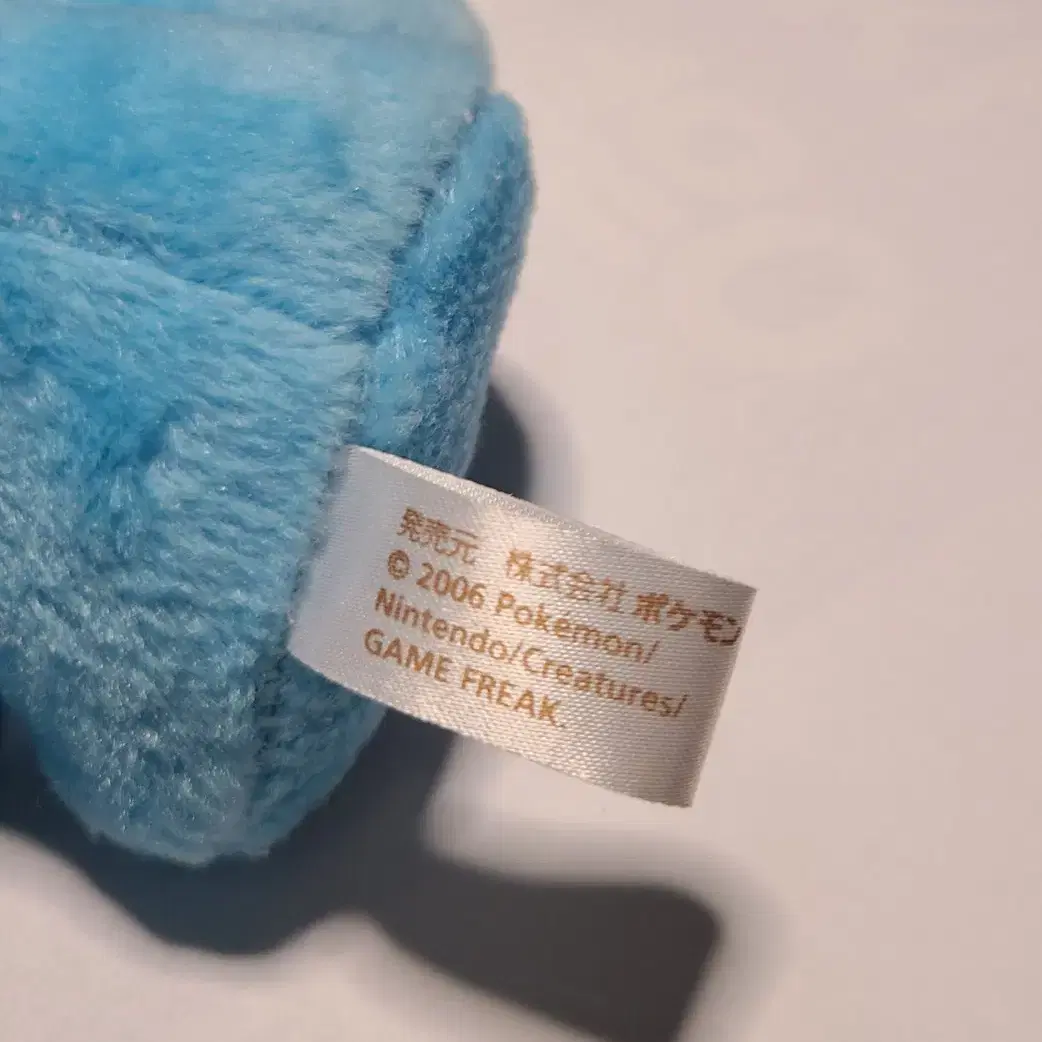 発売元 株式会社 ポケモン
© 2006 Pokémon/
Nintendo/Creatures/
GAME FREAK.